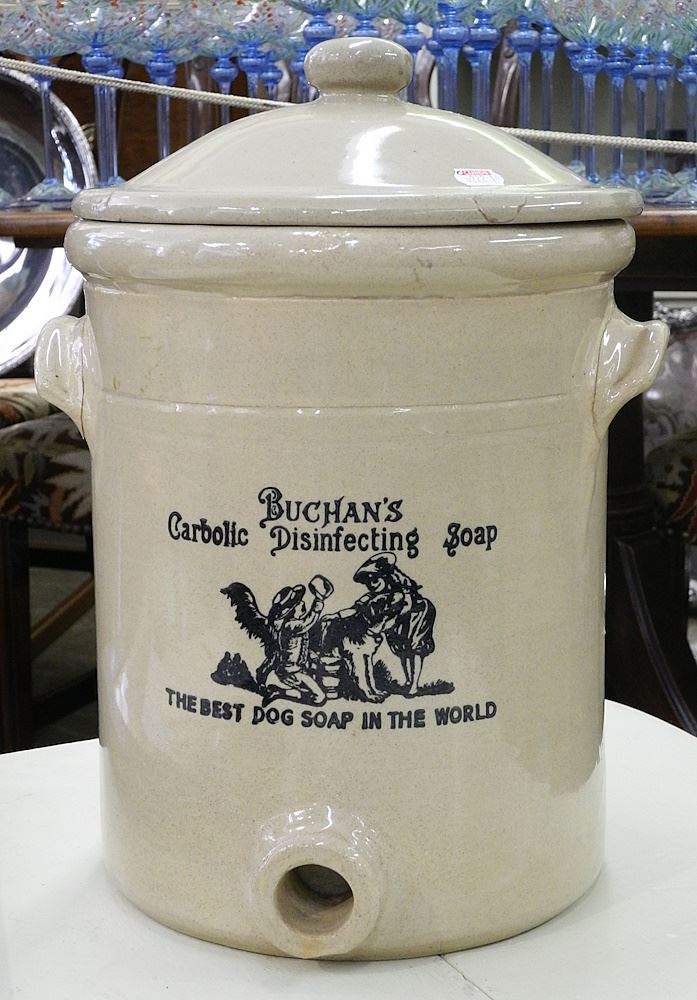 BUCHAN'S
Carbolic Disinfecting Soap
THE BEST DOG SOAP IN THE WORLD